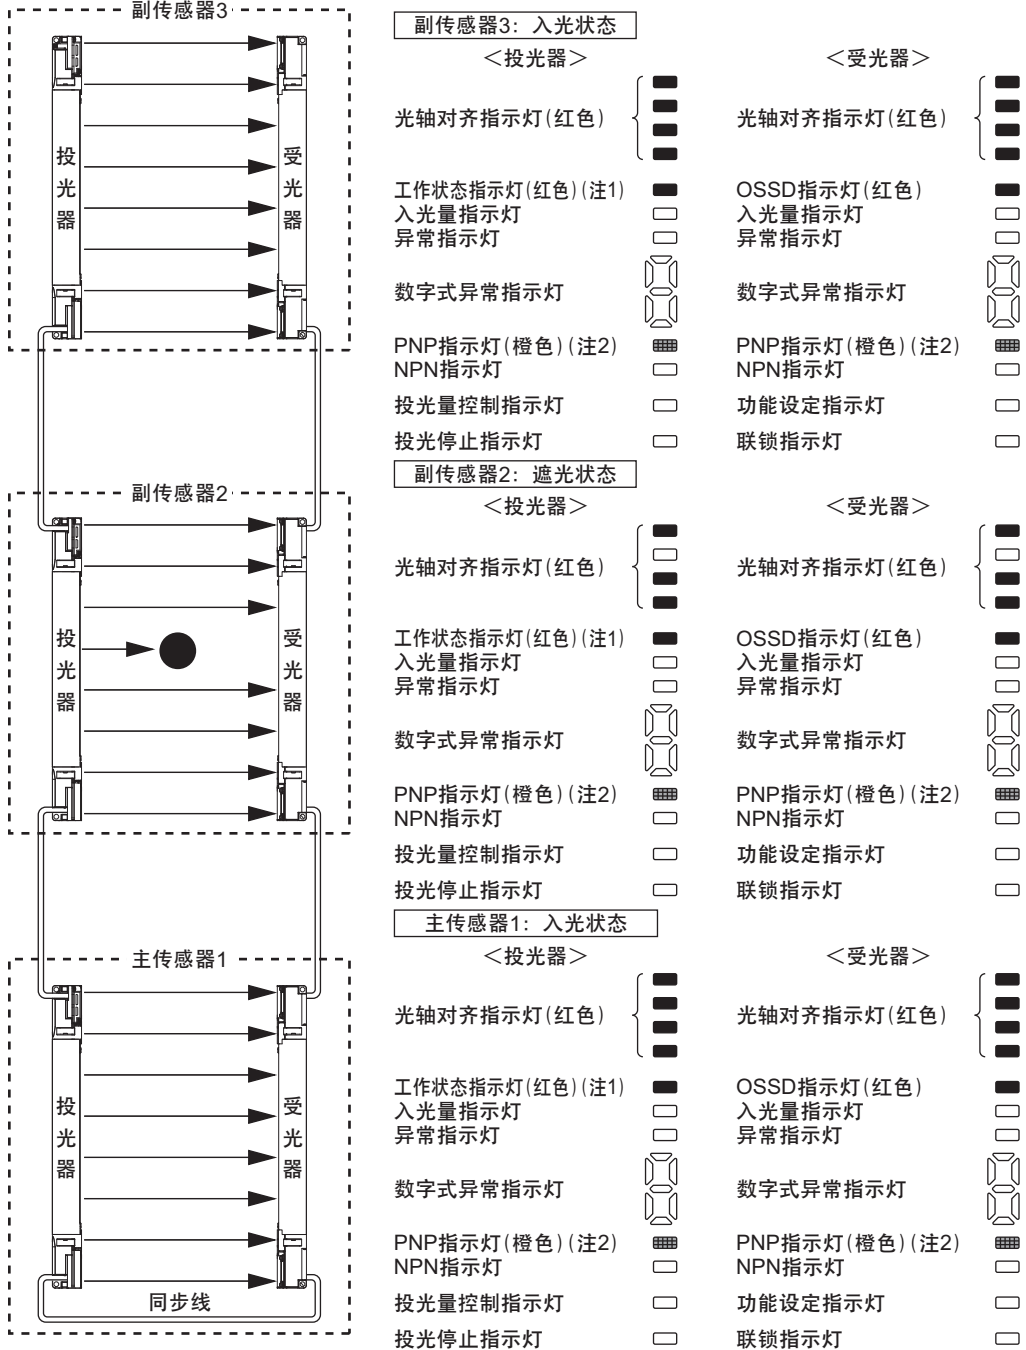 副传感器3
投光器
受光器
副传感器3：入光状态
＜投光器＞
光轴对齐指示灯(红色)
工作状态指示灯(红色)(注1)
入光量指示灯
异常指示灯
数字式异常指示灯
PNP指示灯(橙色)(注2)
NPN指示灯
投光量控制指示灯
投光停止指示灯
＜受光器＞
光轴对齐指示灯(红色)
OSSD指示灯(红色)
入光量指示灯
异常指示灯
数字式异常指示灯
PNP指示灯(橙色)(注2)
NPN指示灯
功能设定指示灯
联锁指示灯
副传感器2
投光器
受光器
副传感器2：遮光状态
＜投光器＞
光轴对齐指示灯(红色)
工作状态指示灯(红色)(注1)
入光量指示灯
异常指示灯
数字式异常指示灯
PNP指示灯(橙色)(注2)
NPN指示灯
投光量控制指示灯
投光停止指示灯
＜受光器＞
光轴对齐指示灯(红色)
OSSD指示灯(红色)
入光量指示灯
异常指示灯
数字式异常指示灯
PNP指示灯(橙色)(注2)
NPN指示灯
功能设定指示灯
联锁指示灯
主传感器1
投光器
受光器
同步线
主传感器1：入光状态
＜投光器＞
光轴对齐指示灯(红色)
工作状态指示灯(红色)(注1)
入光量指示灯
异常指示灯
数字式异常指示灯
PNP指示灯(橙色)(注2)
NPN指示灯
投光量控制指示灯
投光停止指示灯
＜受光器＞
光轴对齐指示灯(红色)
OSSD指示灯(红色)
入光量指示灯
异常指示灯
数字式异常指示灯
PNP指示灯(橙色)(注2)
NPN指示灯
功能设定指示灯
联锁指示灯